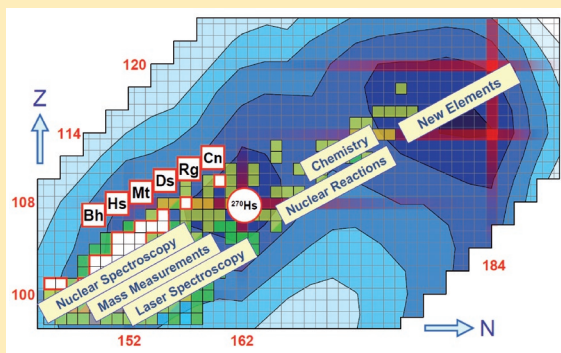 120
Z
114
108
100
Bh
Hs
Mt
Ds
Rg
Cn
²⁷⁰Hs
New Elements
Chemistry
Nuclear Reactions
Nuclear Spectroscopy
Mass Measurements
Laser Spectroscopy
184
152
162
N